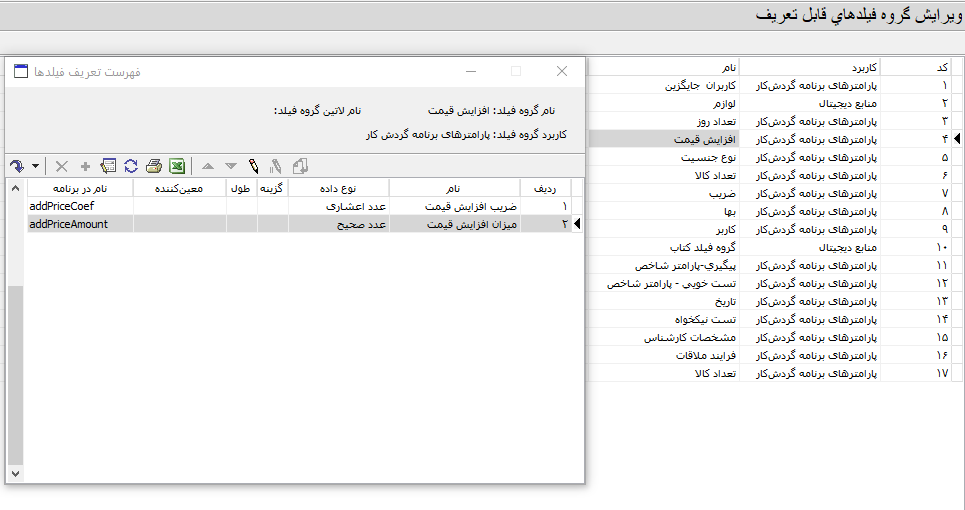 ویرایش گروه فیلدهاي قابل تعریف
فهرست تعریف فیلدها
نام گروه فیلد: افزایش قیمت نام لاتین گروه فیلد:
کاربرد گروه فیلد: پارامترهای برنامه گردش کار
ردیف نام نوع داده گزینه طول معین‌کننده نام در برنامه
۱ ضریب افزایش قیمت عدد اعشاری addPriceCoef
۲ میزان افزایش قیمت عدد صحیح addPriceAmount
کد کاربرد نام
۱ پارامترهای برنامه گردش‌کار کاربران جایگزین
۲ منابع دیجیتال لوازم
۳ پارامترهای برنامه گردش‌کار تعداد روز
۴ پارامترهای برنامه گردش‌کار افزایش قیمت
۵ پارامترهای برنامه گردش‌کار نوع جنسیت
۶ پارامترهای برنامه گردش‌کار تعداد کالا
۷ پارامترهای برنامه گردش‌کار ضریب
۸ پارامترهای برنامه گردش‌کار بها
۹ پارامترهای برنامه گردش‌کار کاربر
۱۰ منابع دیجیتال گروه فیلد کتاب
۱۱ پارامترهای برنامه گردش‌کار پیگیري-پارامتر شاخص
۱۲ پارامترهای برنامه گردش‌کار تست خویی - پارامتر شاخص
۱۳ پارامترهای برنامه گردش‌کار تاریخ
۱۴ پارامترهای برنامه گردش‌کار تست نیکخواه
۱۵ پارامترهای برنامه گردش‌کار مشخصات کارشناس
۱۶ پارامترهای برنامه گردش‌کار فرایند ملاقات
۱۷ پارامترهای برنامه گردش‌کار تعداد کالا